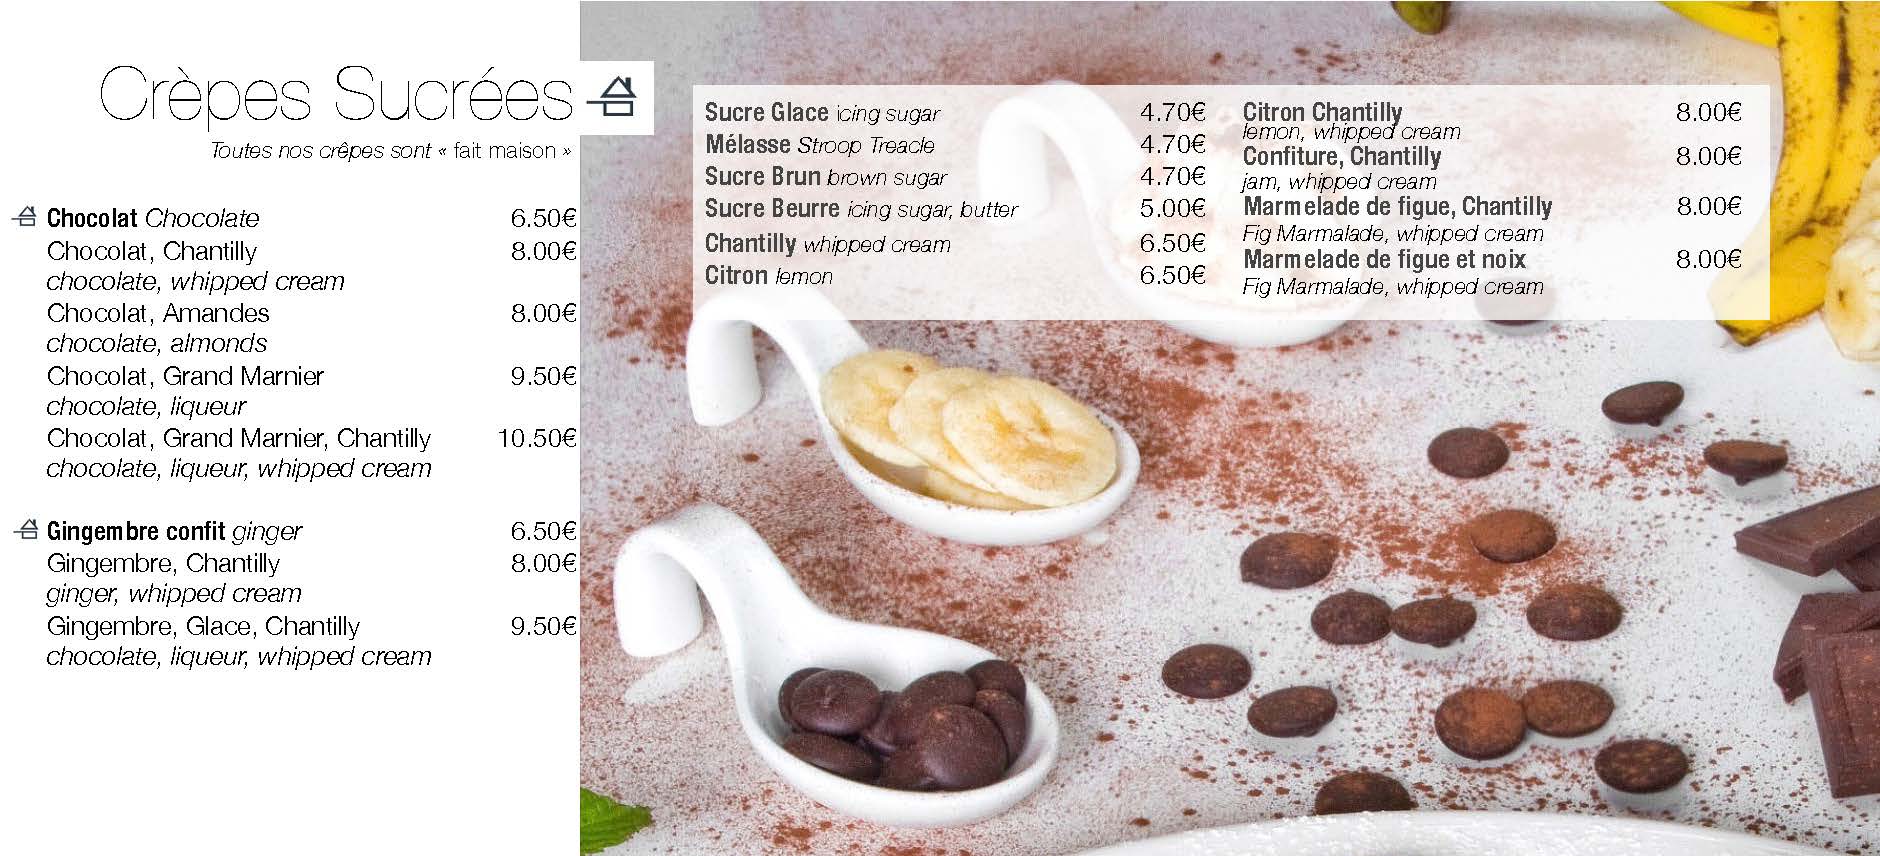 Crèpes Sucrées
Toutes nos crêpes sont « fait maison »
Chocolat Chocolate 6.50€
Chocolat, Chantilly 8.00€
chocolate, whipped cream
Chocolat, Amandes 8.00€
chocolate, almonds
Chocolat, Grand Marnier 9.50€
chocolate, liqueur
Chocolat, Grand Marnier, Chantilly 10.50€
chocolate, liqueur, whipped cream
Gingembre confit ginger 6.50€
Gingembre, Chantilly 8.00€
ginger, whipped cream
Gingembre, Glace, Chantilly 9.50€
chocolate, liqueur, whipped cream
Sucre Glace icing sugar 4.70€
Mélasse Stroop Treacle 4.70€
Sucre Brun brown sugar 4.70€
Sucre Beurre icing sugar, butter 5.00€
Chantilly whipped cream 6.50€
Citron lemon 6.50€
Citron Chantilly 8.00€
lemon, whipped cream
Confiture, Chantilly 8.00€
jam, whipped cream
Marmelade de figue, Chantilly 8.00€
Fig Marmalade, whipped cream
Marmelade de figue et noix 8.00€
Fig Marmalade, whipped cream